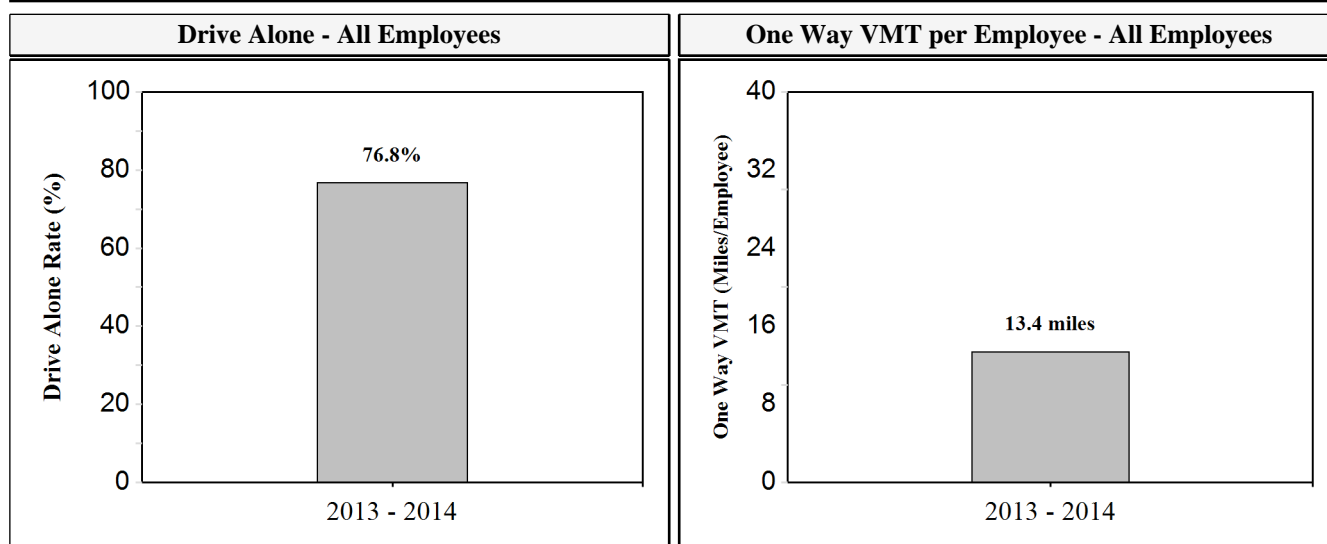 Drive Alone - All Employees
One Way VMT per Employee - All Employees
Drive Alone Rate (%)
100
80
60
40
20
0
76.8%
2013 - 2014
One Way VMT (Miles/Employee)
40
32
24
16
8
0
13.4 miles
2013 - 2014